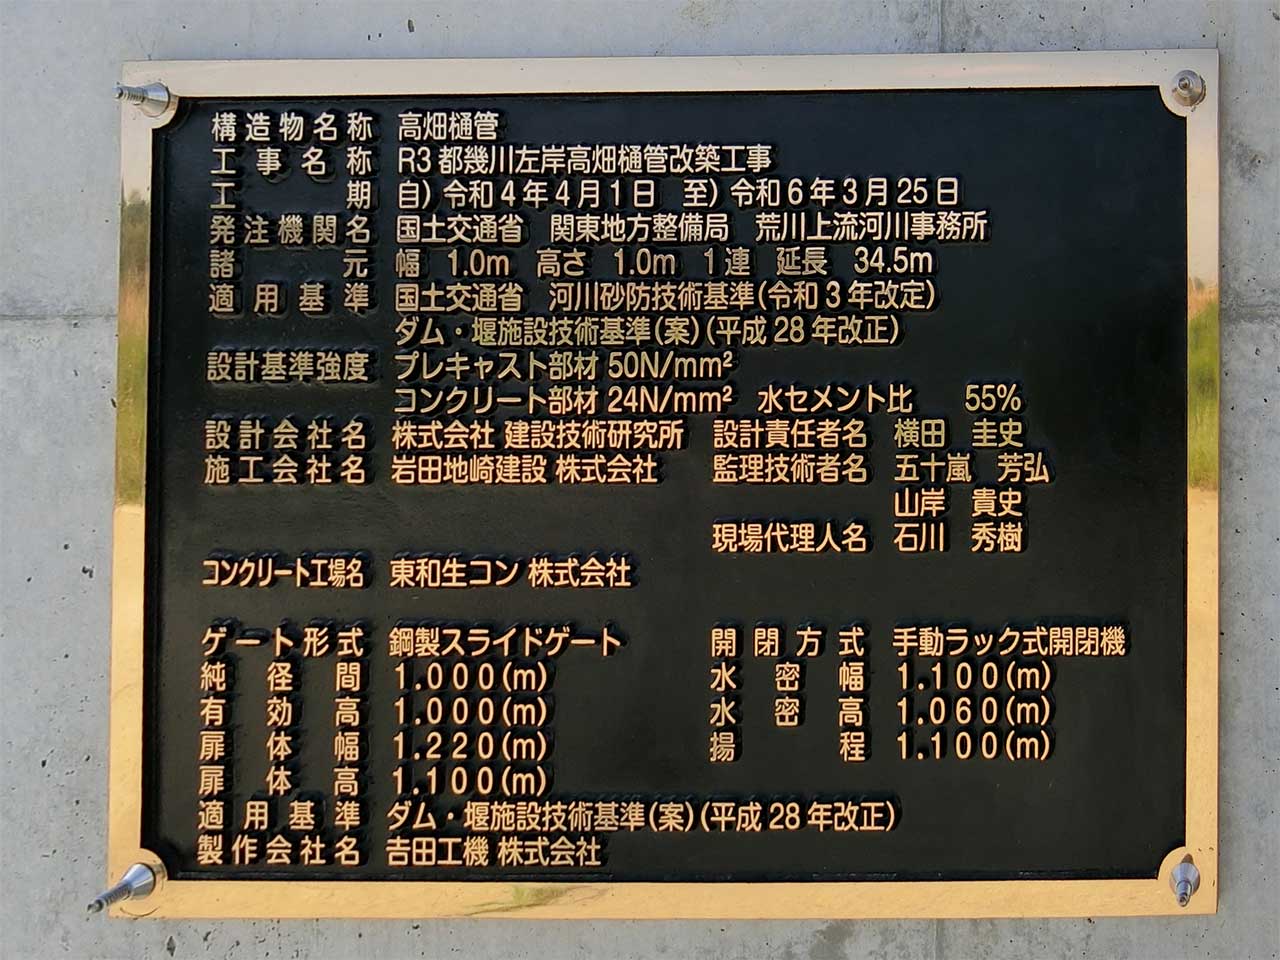 構造物名称 高畑樋管
工事名称 R3都幾川左岸高畑樋管改築工事
工期 自)令和4年4月1日 至)令和6年3月25日
発注機関名 国土交通省 関東地方整備局 荒川上流河川事務所
諸元 幅 1.0m 高さ 1.0m 1連 延長 34.5m
適用基準 国土交通省 河川砂防技術基準(令和3年改定)
ダム・堰施設技術基準(案)(平成28年改正)
設計基準強度 プレキャスト部材 50N/mm²
コンクリート部材 24N/mm² 水セメント比 55%
設計会社名 株式会社 建設技術研究所 設計責任者名 横田 圭史
施工会社名 岩田地崎建設 株式会社 監理技術者名 五十嵐 芳弘
山岸 貴史
現場代理人名 石川 秀樹
コンクリート工場名 東和生コン 株式会社
ゲート形式 鋼製スライドゲート 開閉方式 手動ラック式開閉機
純径間 1.000(m) 水密幅 1.100(m)
有効高 1.000(m) 水密高 1.060(m)
扉体幅 1.220(m) 揚程 1.100(m)
扉体高 1.100(m)
適用基準 ダム・堰施設技術基準(案)(平成28年改正)
製作会社名 吉田工機 株式会社